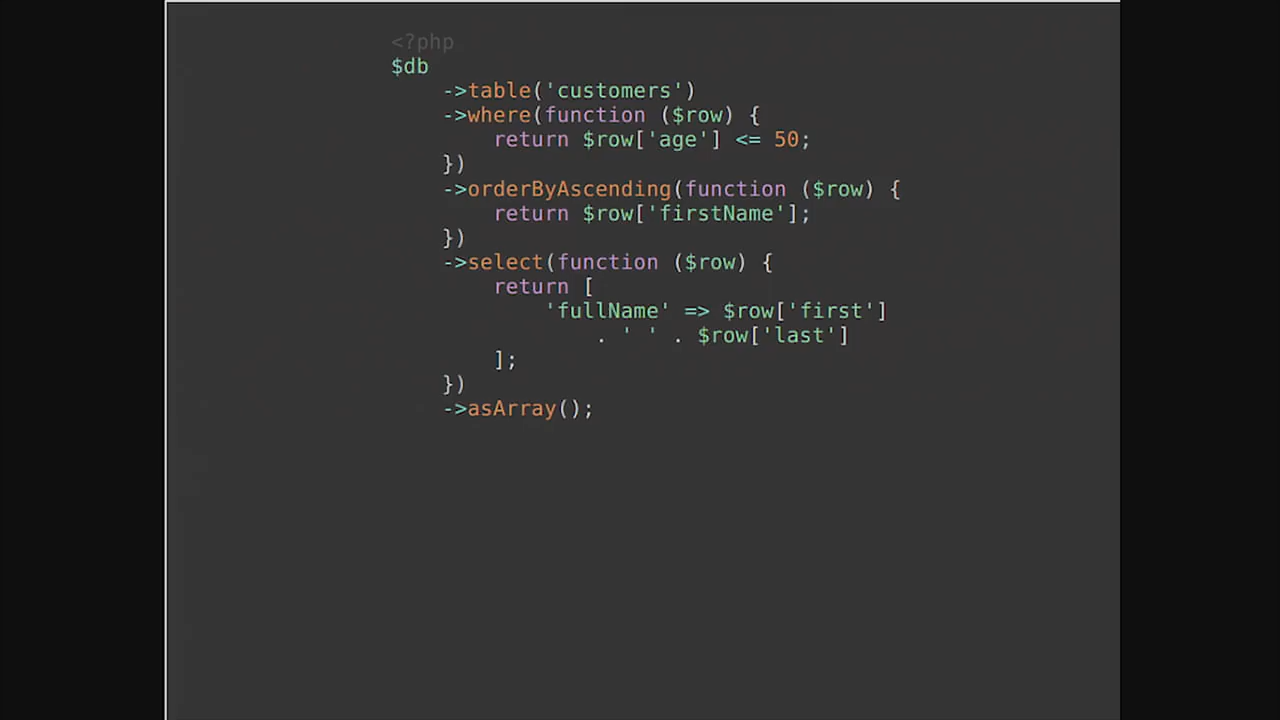 <?php
$db
    ->table('customers')
    ->where(function ($row) {
        return $row['age'] <= 50;
    })
    ->orderByAscending(function ($row) {
        return $row['firstName'];
    })
    ->select(function ($row) {
        return [
            'fullName' => $row['first']
                . ' ' . $row['last']
        ];
    })
    ->asArray();